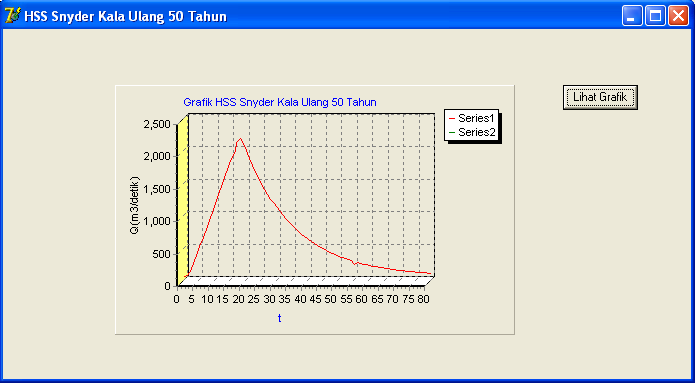 HSS Snyder Kala Ulang 50 Tahun
Lihat Grafik
Grafik HSS Snyder Kala Ulang 50 Tahun
Series1
Series2
Q(m3/detik)
2,500
2,000
1,500
1,000
500
0
0 5 10 15 20 25 30 35 40 45 50 55 60 65 70 75 80
t